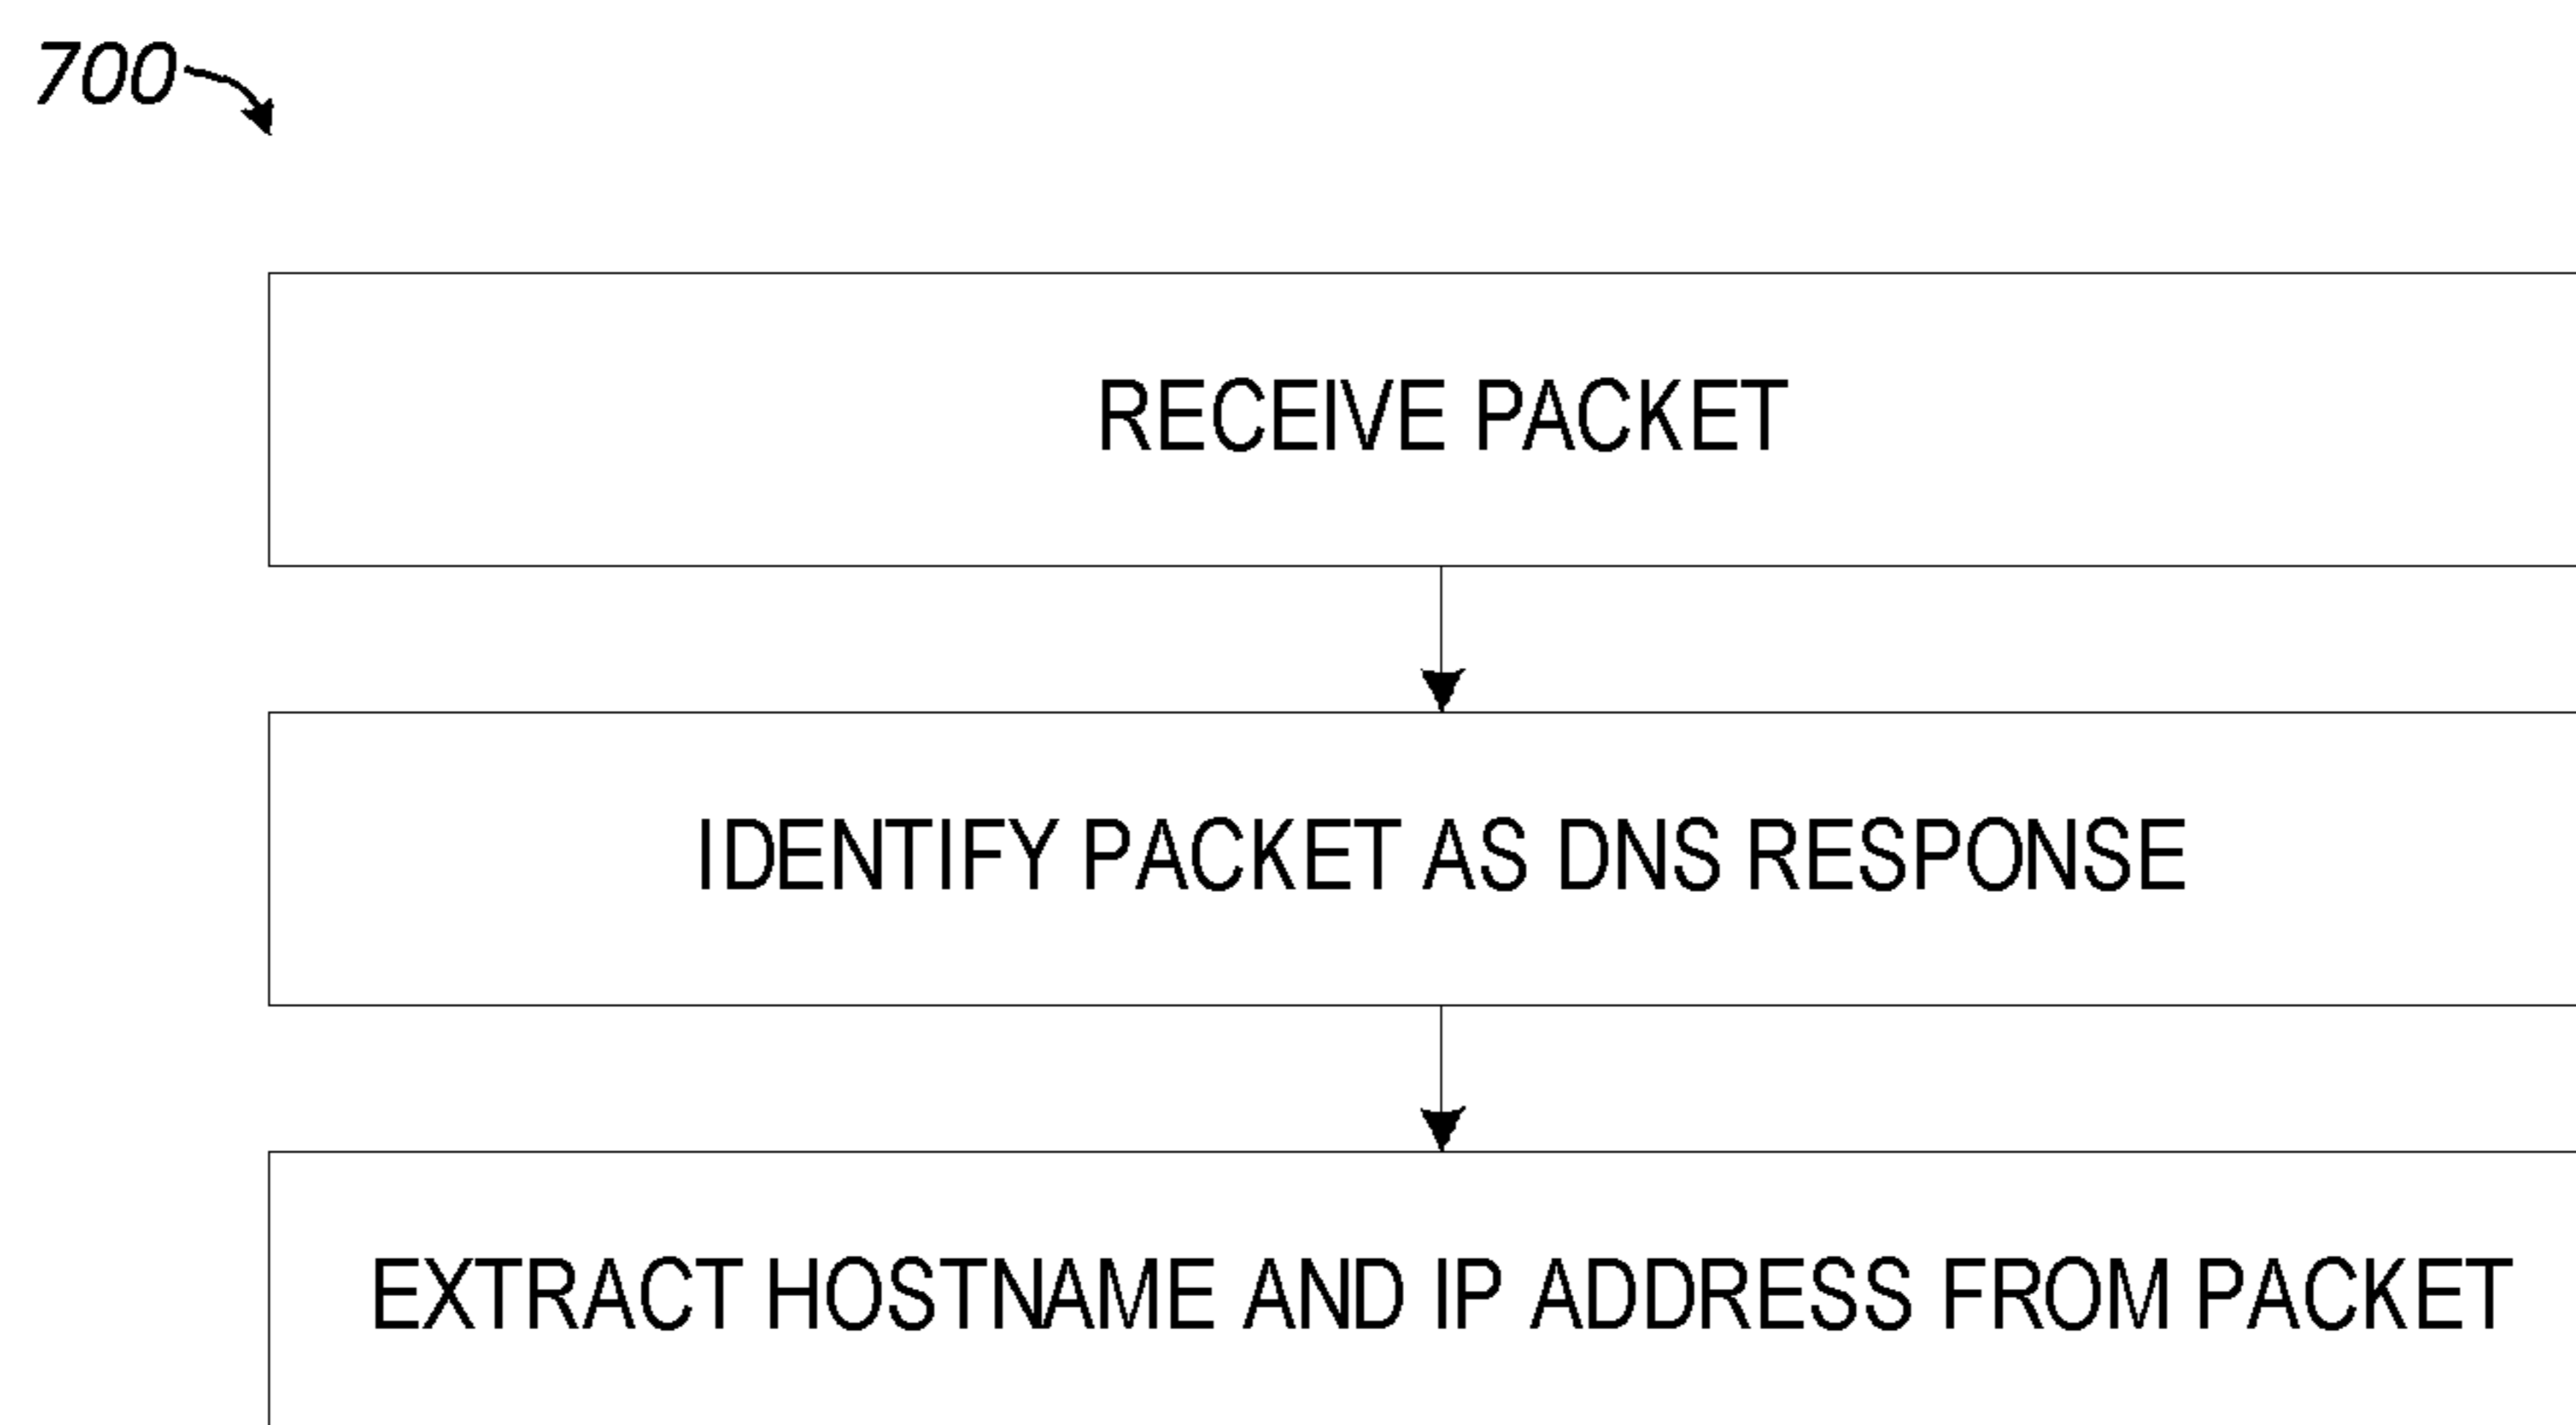 700
RECEIVE PACKET
IDENTIFY PACKET AS DNS RESPONSE
EXTRACT HOSTNAME AND IP ADDRESS FROM PACKET